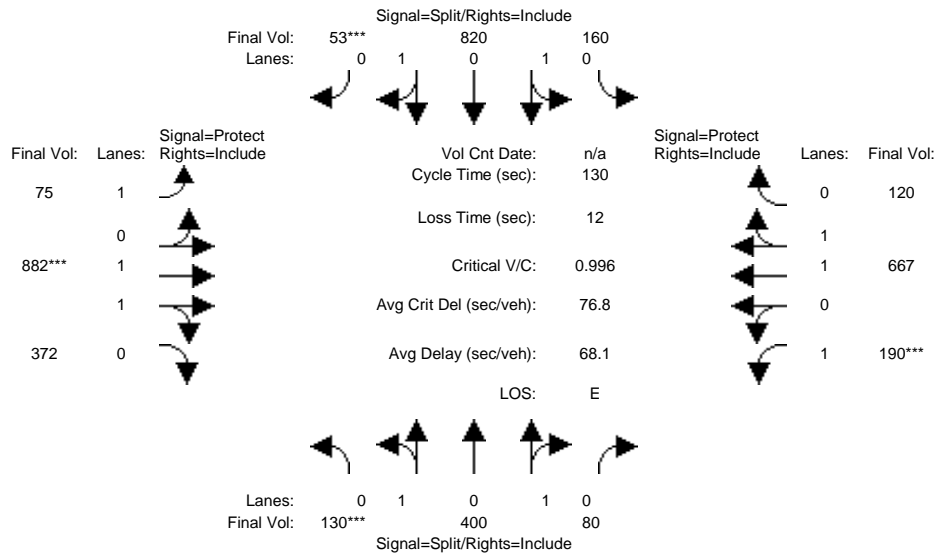 Signal=Split/Rights=Include
Final Vol: 53*** 820 160
Lanes: 0 1 0 1 0
Signal=Protect
Final Vol: Lanes: Rights=Include
Vol Cnt Date: n/a
Signal=Protect
Rights=Include Lanes: Final Vol:
Cycle Time (sec): 130
75 1
0 120
Loss Time (sec): 12
0
1
882*** 1
Critical V/C: 0.996
1 667
1
Avg Crit Del (sec/veh): 76.8
0
372 0
Avg Delay (sec/veh): 68.1
1 190***
LOS: E
Lanes: 0 1 0 1 0
Final Vol: 130*** 400 80
Signal=Split/Rights=Include